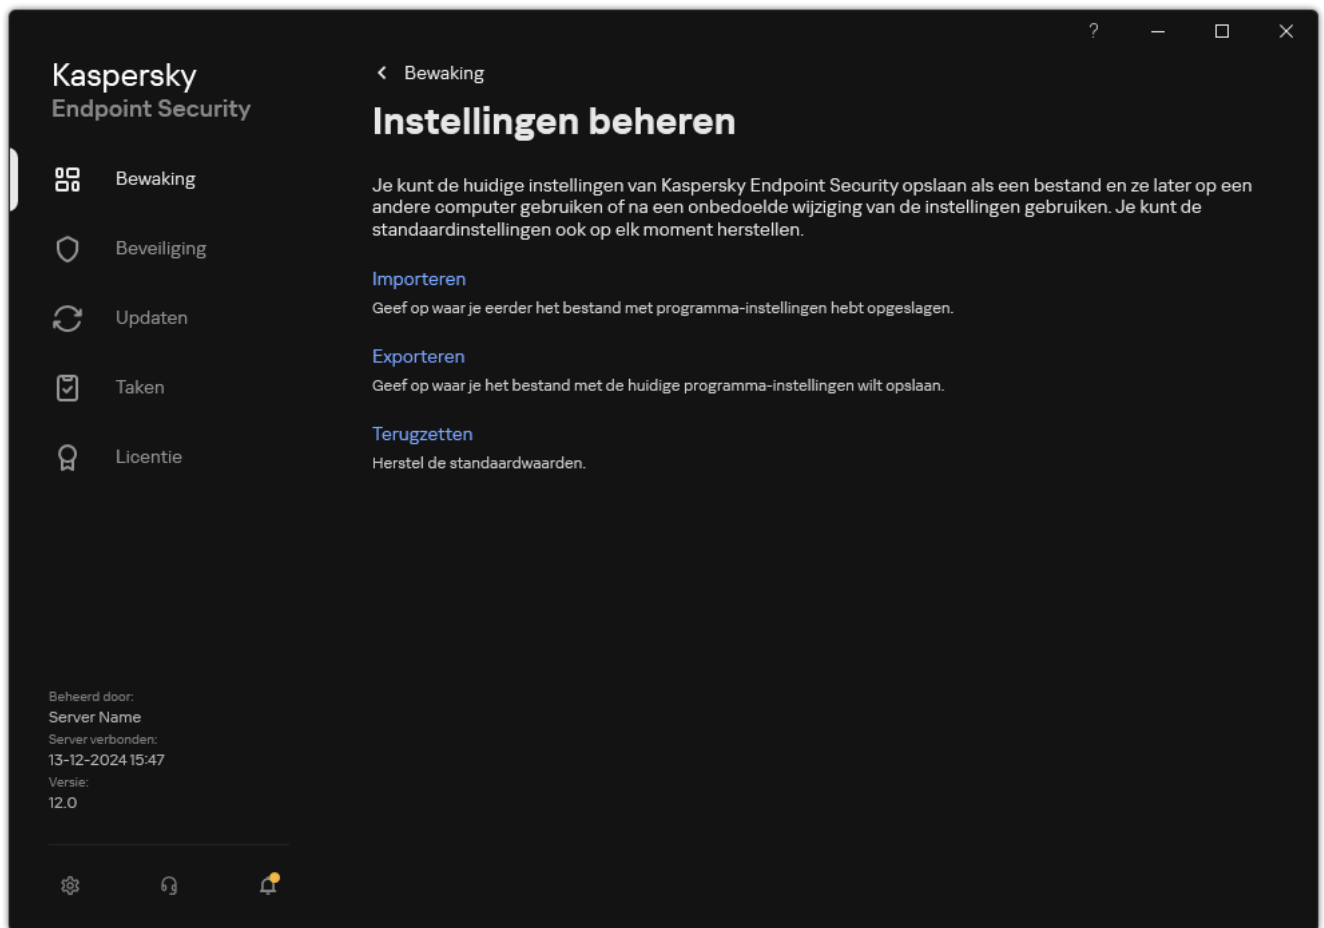 ?
Kaspersky
Endpoint Security
Bewaking
Beveiliging
Updaten
Taken
Licentie
Beheerd door:
Server Name
Server verbonden:
13-12-2024 15:47
Versie:
12.0
Bewaking
Instellingen beheren
Je kunt de huidige instellingen van Kaspersky Endpoint Security opslaan als een bestand en ze later op een
andere computer gebruiken of na een onbedoelde wijziging van de instellingen gebruiken. Je kunt de
standaardinstellingen ook op elk moment herstellen.
Importeren
Geef op waar je eerder het bestand met programma-instellingen hebt opgeslagen.
Exporteren
Geef op waar je het bestand met de huidige programma-instellingen wilt opslaan.
Terugzetten
Herstel de standaardwaarden.